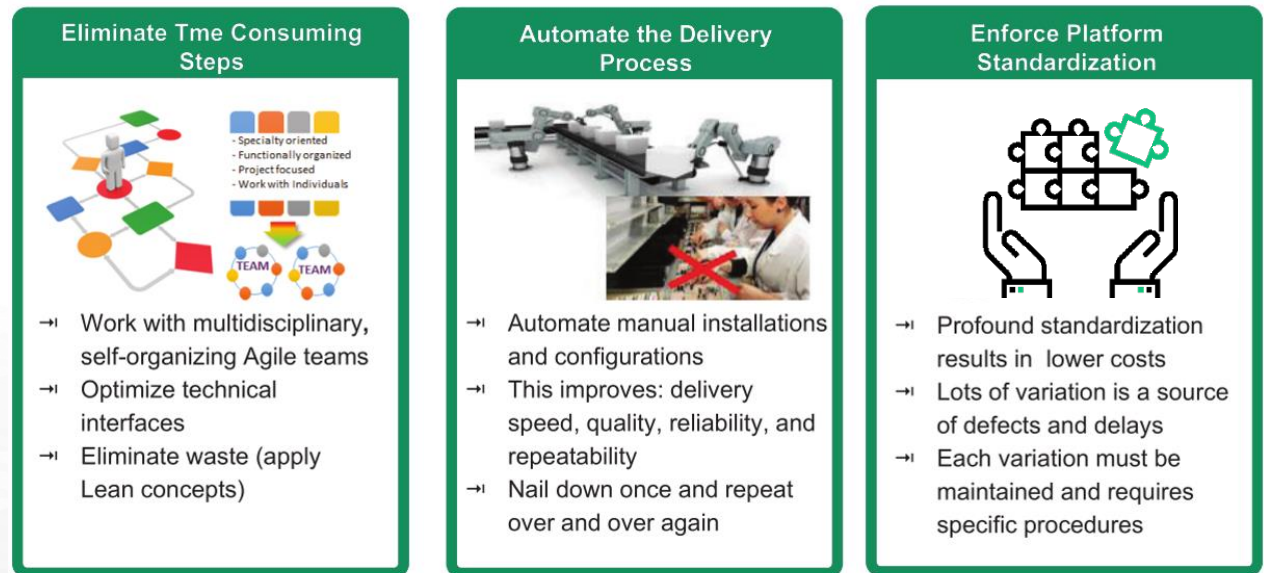 Eliminate Tme Consuming
Steps
- Specialty oriented
- Functionally organized
- Project focused
- Work with Individuals
TEAM TEAM
→ Work with multidisciplinary,
self-organizing Agile teams
→ Optimize technical
interfaces
→ Eliminate waste (apply
Lean concepts)
Automate the Delivery
Process
→ Automate manual installations
and configurations
→ This improves: delivery
speed, quality, reliability, and
repeatability
→ Nail down once and repeat
over and over again
Enforce Platform
Standardization
→ Profound standardization
results in lower costs
→ Lots of variation is a source
of defects and delays
→ Each variation must be
maintained and requires
specific procedures